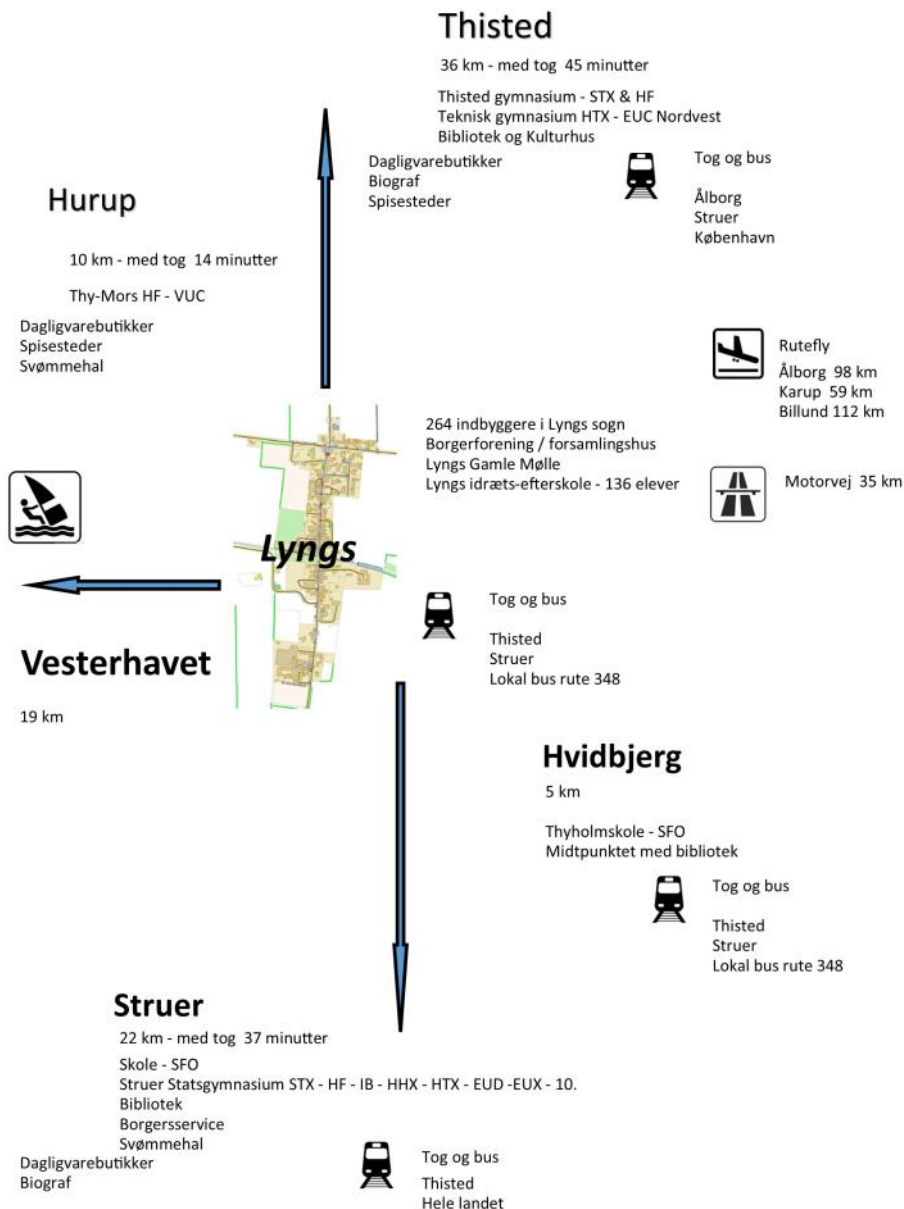 Thisted
36 km - med tog 45 minutter
Thisted gymnasium - STX & HF
Teknisk gymnasium HTX - EUC Nordvest
Bibliotek og Kulturhus
Dagligvarebutikker
Biograf
Spisesteder
Tog og bus
Ålborg
Struer
København
Hurup
10 km - med tog 14 minutter
Thy-Mors HF - VUC
Dagligvarebutikker
Spisesteder
Svømmehal
Rutefly
Ålborg 98 km
Karup 59 km
Billund 112 km
264 indbyggere i Lyngs sogn
Borgerforening / forsamlingshus
Lyngs Gamle Mølle
Lyngs idræts-efterskole - 136 elever
Motorvej 35 km
Lyngs
Tog og bus
Thisted
Struer
Lokal bus rute 348
Vesterhavet
19 km
Hvidbjerg
5 km
Thyholmskole - SFO
Midtpunktet med bibliotek
Tog og bus
Thisted
Struer
Lokal bus rute 348
Struer
22 km - med tog 37 minutter
Skole - SFO
Struer Statsgymnasium STX - HF - IB - HHX - HTX - EUD -EUX - 10.
Bibliotek
Borgersservice
Svømmehal
Dagligvarebutikker
Biograf
Tog og bus
Thisted
Hele landet